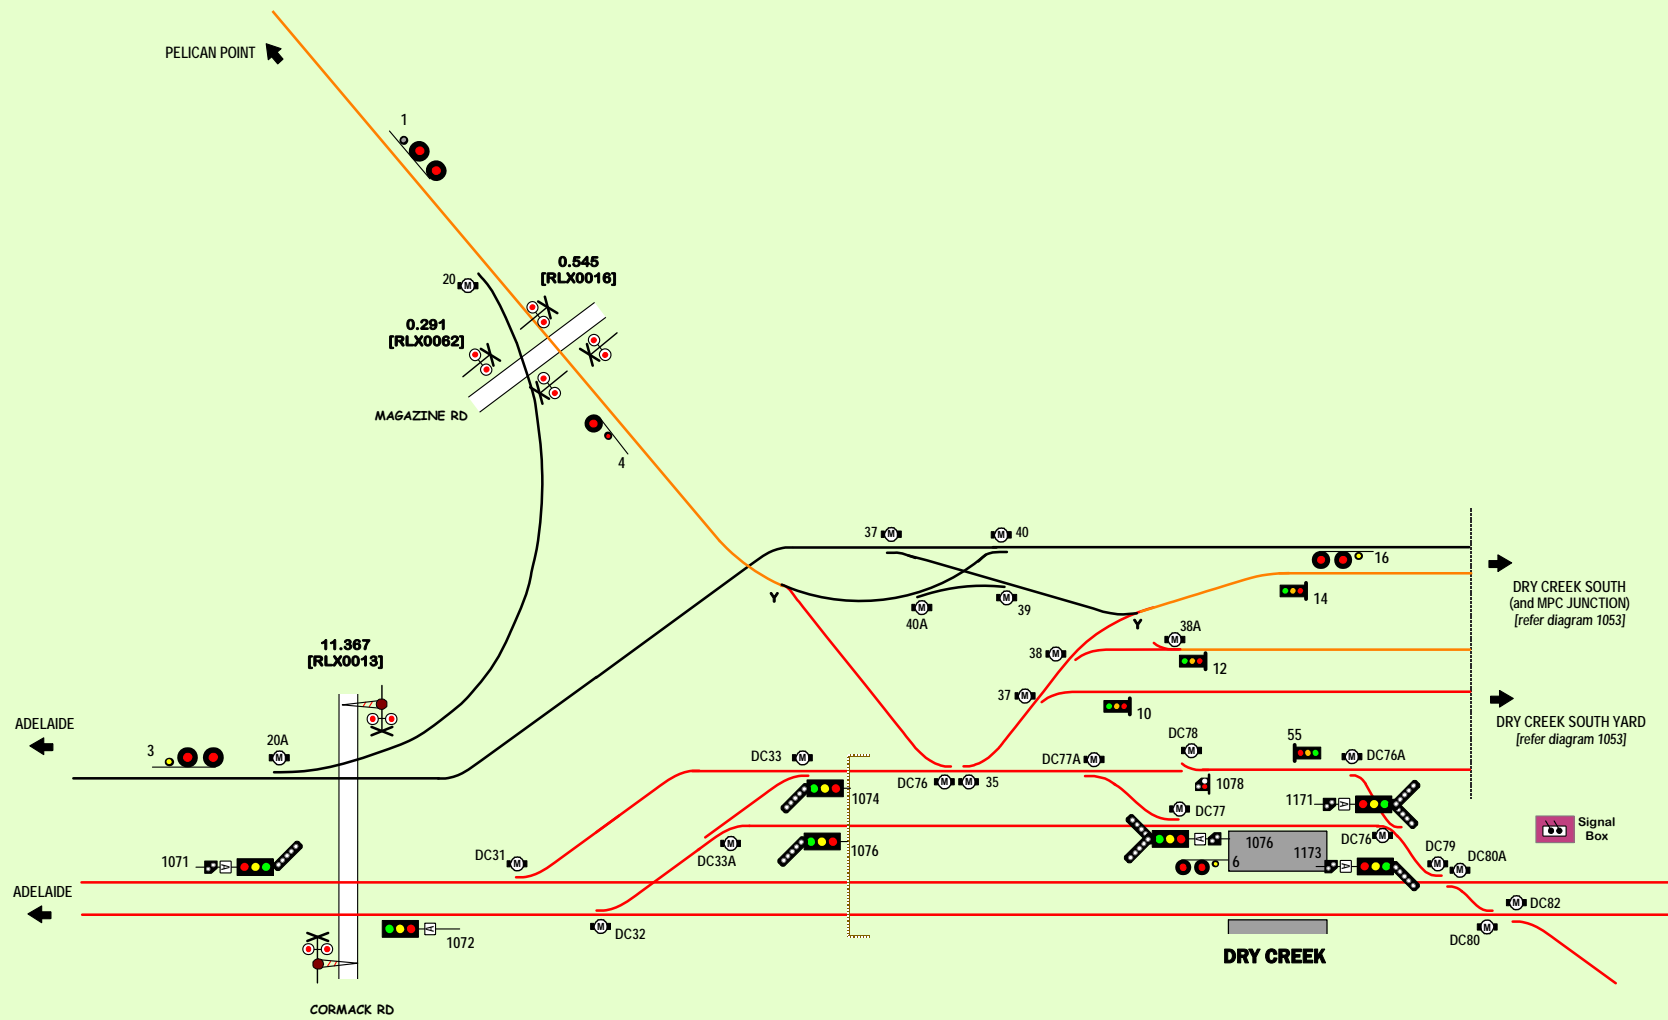 PELICAN POINT
1
0.545
[RLX0016]
20
M
0.291
[RLX0062]
MAGAZINE RD
4
37
M
M
40
16
DRY CREEK SOUTH
(and MPC JUNCTION)
[refer diagram 1053]
14
Y
M
40A
M
39
Y
38A
M
38
M
12
11.367
[RLX0013]
37
M
10
DRY CREEK SOUTH YARD
[refer diagram 1053]
ADELAIDE
3
20A
M
DC33
M
DC77A
M
DC78
M
55
M
DC76A
DC76
M
M
35
1078
1074
1171
A
M
DC77
Signal
Box
DC76
M
M
DC33A
1076
A
1076
6
1173
A
DC79
M
M
DC80A
DC31
M
1071
A
ADELAIDE
M
DC82
A
1072
M
DC32
M
DC80
DRY CREEK
CORMACK RD